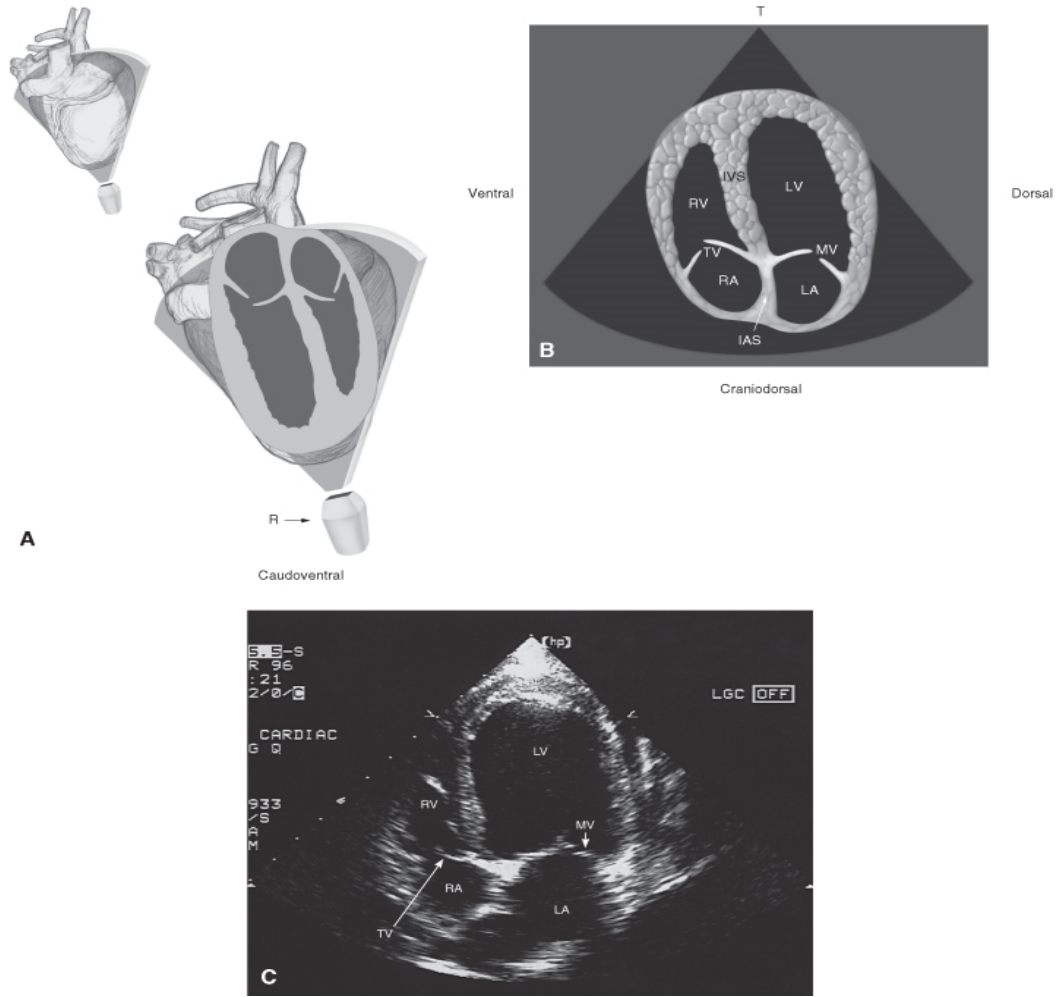 T
Ventral
Dorsal
IVS
LV
RV
TV
MV
RA
LA
IAS
B
Craniodorsal
R
A
Caudoventral
5.5-S
[hp]
R 96
:21
2/0/C
LGC OFF
CARDIAC
G Q
LV
RV
933
/S
A
M
MV
RA
LA
TV
C